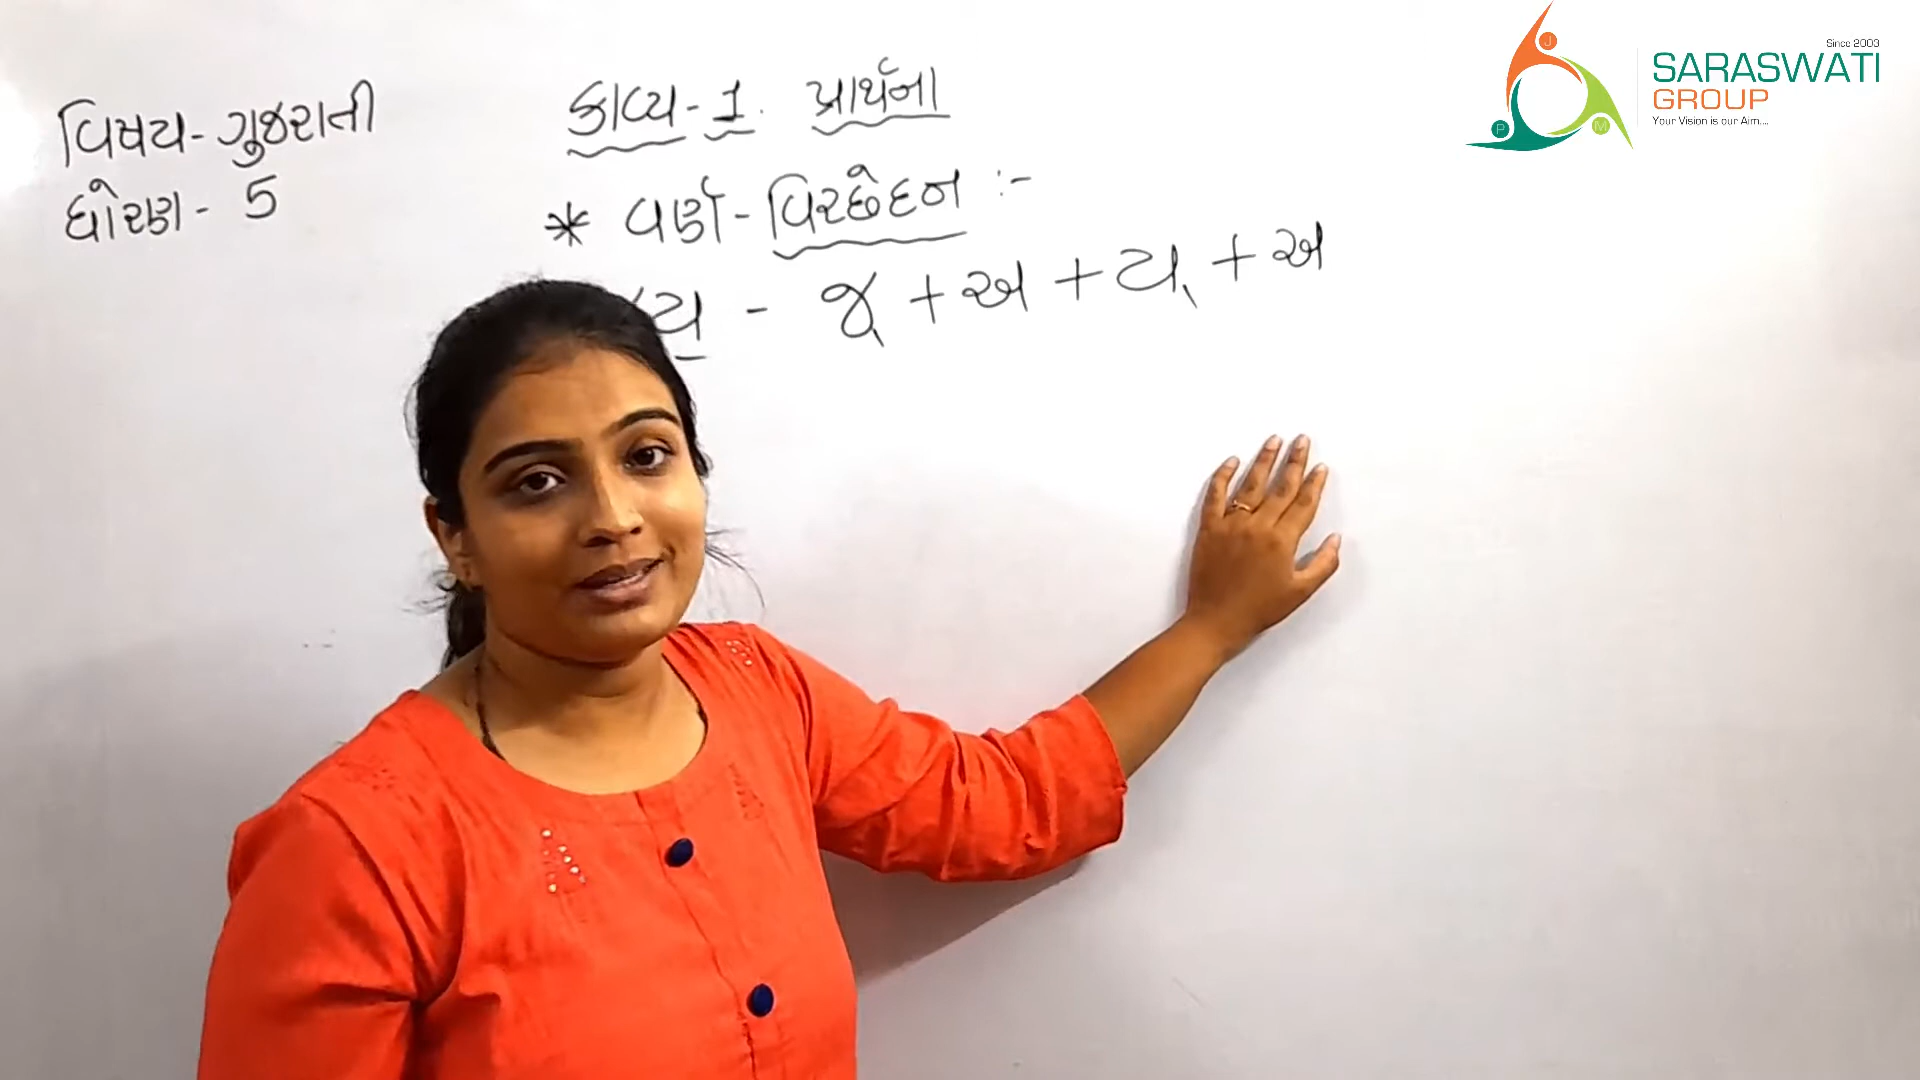 વિષય - ગુજરાતી
ધોરણ - 5
કાવ્ય - 1. પ્રાર્થના
* વર્ણ - વિચ્છેદન :-
ય - જ્ + અ + ય્ + અ
Since 2003
SARASWATI
GROUP
Your Vision is our Aim....
J
P
M